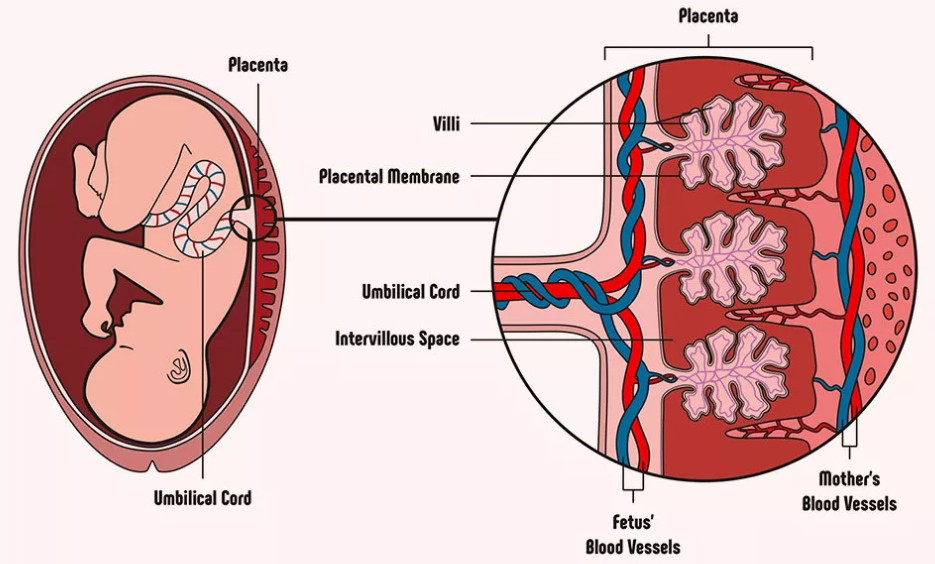 Placenta
Placenta
Villi
Placental Membrane
Umbilical Cord
Intervillous Space
Umbilical Cord
Mother's
Blood Vessels
Fetus'
Blood Vessels